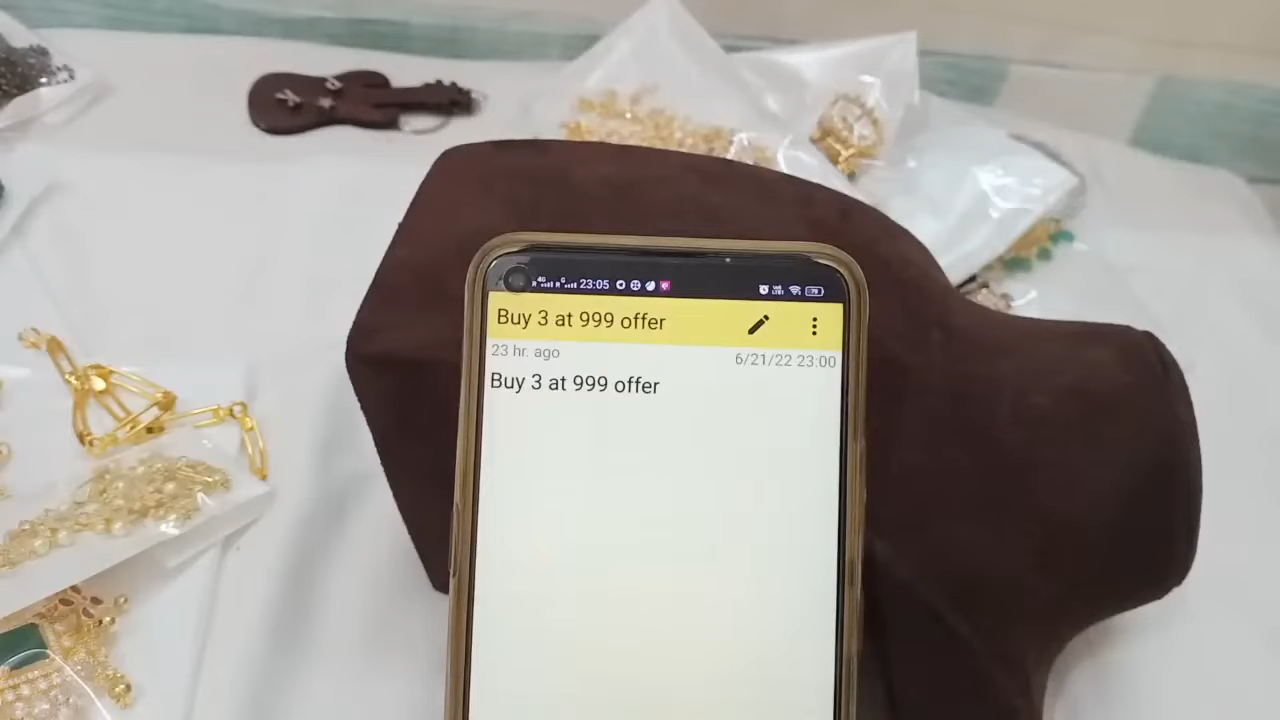 23:05
Buy 3 at 999 offer
23 hr. ago
6/21/22 23:00
Buy 3 at 999 offer